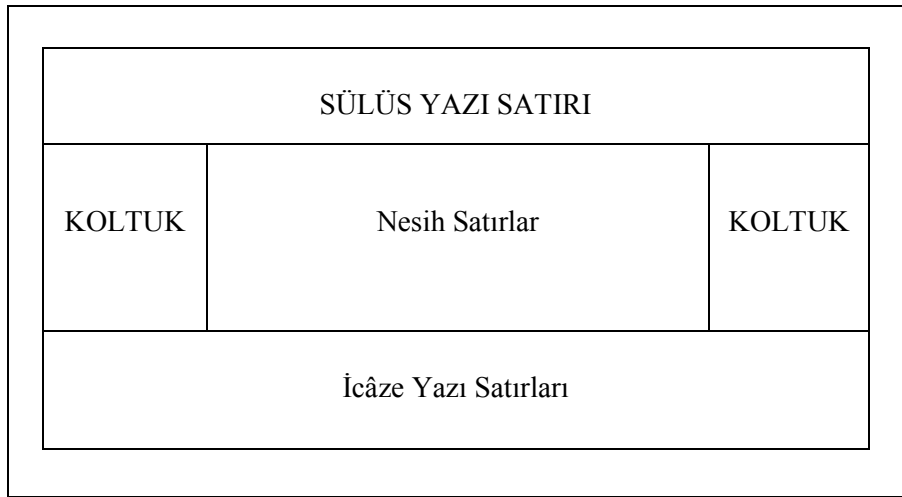 SÜLÜS YAZI SATIRI
KOLTUK
Nesih Satırlar
KOLTUK
İcâze Yazı Satırları